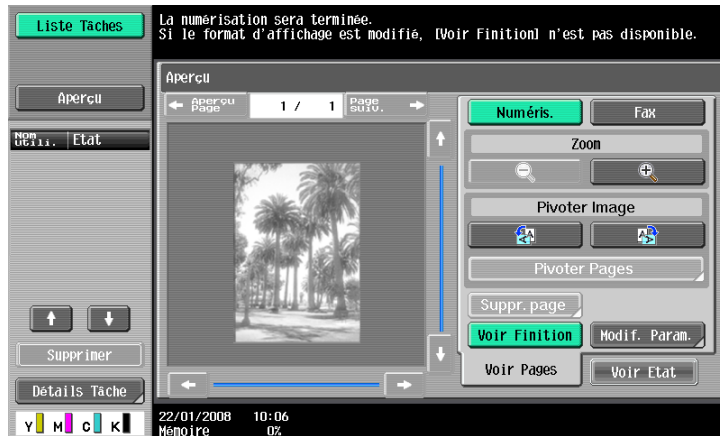 Liste Tâches
La numérisation sera terminée.
Si le format d'affichage est modifié, [Voir Finition] n'est pas disponible.
Aperçu
Aperçu
Aperçu Page
1 / 1
Page suiv.
Numéris.
Fax
Nom utili.
Etat
Zoom
Pivoter Image
Pivoter Pages
Suppr. page
Voir Finition
Modif. Param.
Supprimer
Voir Pages
Voir Etat
Détails Tâche
Y M C K
22/01/2008 10:06
Mémoire 0%